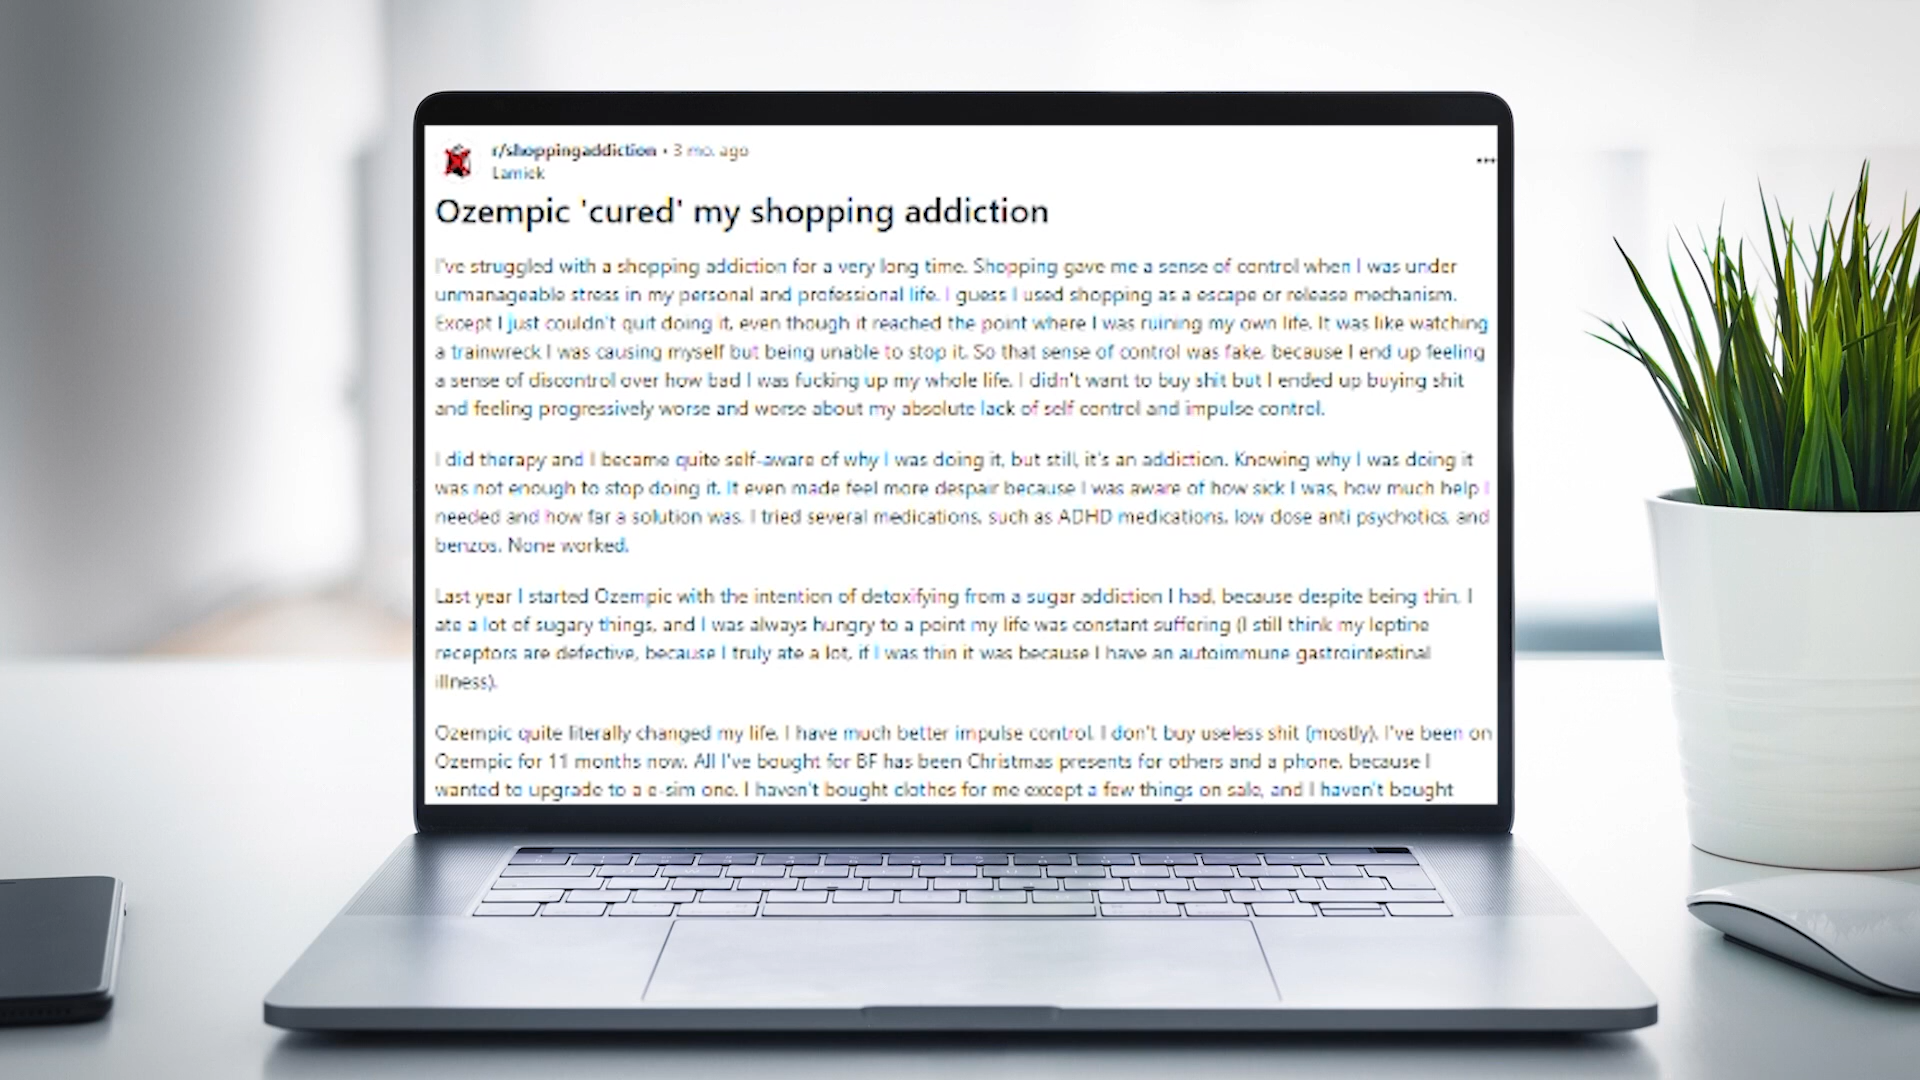 r/shoppingaddiction • 3 mo. ago
Lamiek
Ozempic 'cured' my shopping addiction
I've struggled with a shopping addiction for a very long time. Shopping gave me a sense of control when I was under
unmanageable stress in my personal and professional life. I guess I used shopping as a escape or release mechanism.
Except I just couldn't quit doing it, even though it reached the point where I was ruining my own life. It was like watching
a trainwreck I was causing myself but being unable to stop it. So that sense of control was fake, because I end up feeling
a sense of discontrol over how bad I was fucking up my whole life. I didn't want to buy shit but I ended up buying shit
and feeling progressively worse and worse about my absolute lack of self control and impulse control.
I did therapy and I became quite self-aware of why I was doing it, but still, it's an addiction. Knowing why I was doing it
was not enough to stop doing it. It even made feel more despair because I was aware of how sick I was, how much help I
needed and how far a solution was. I tried several medications, such as ADHD medications, low dose anti psychotics, and
benzos. None worked.
Last year I started Ozempic with the intention of detoxifying from a sugar addiction I had, because despite being thin, I
ate a lot of sugary things, and I was always hungry to a point my life was constant suffering (I still think my leptine
receptors are defective, because I truly ate a lot, if I was thin it was because I have an autoimmune gastrointestinal
illness).
Ozempic quite literally changed my life. I have much better impulse control. I don't buy useless shit (mostly). I've been on
Ozempic for 11 months now. All I've bought for BF has been Christmas presents for others and a phone, because I
wanted to upgrade to a e-sim one. I haven't bought clothes for me except a few things on sale, and I haven't bought